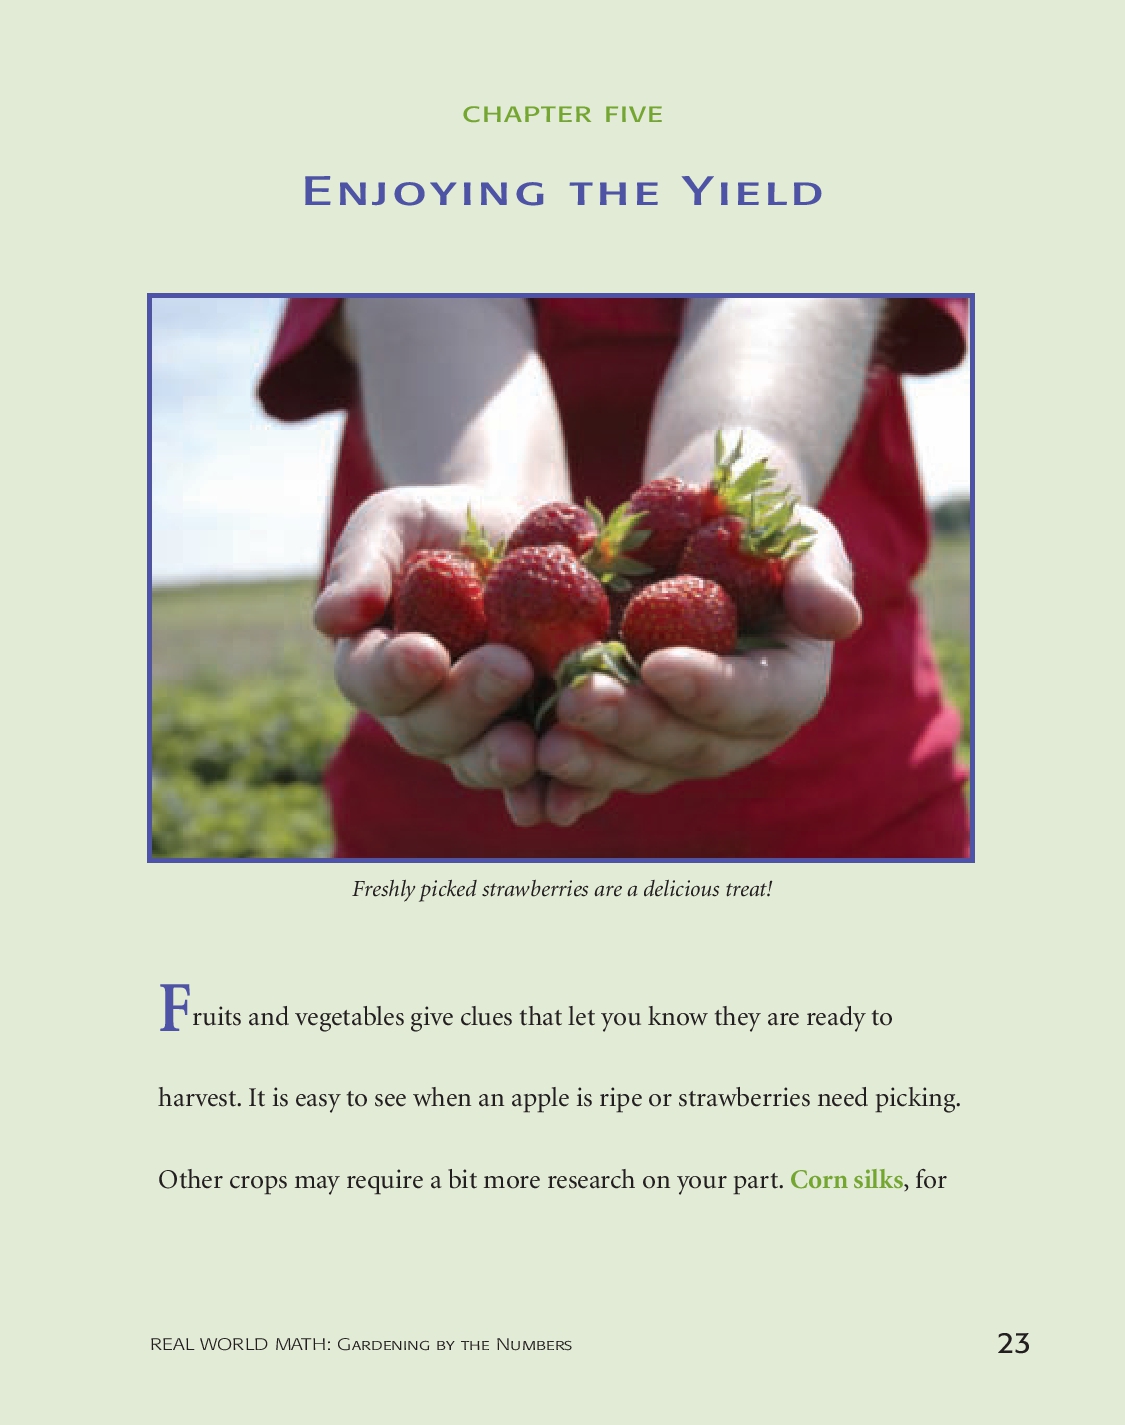 CHAPTER FIVE
ENJOYING THE YIELD
Freshly picked strawberries are a delicious treat!
Fruits and vegetables give clues that let you know they are ready to
harvest. It is easy to see when an apple is ripe or strawberries need picking.
Other crops may require a bit more research on your part. Corn silks, for
REAL WORLD MATH: GARDENING BY THE NUMBERS
23